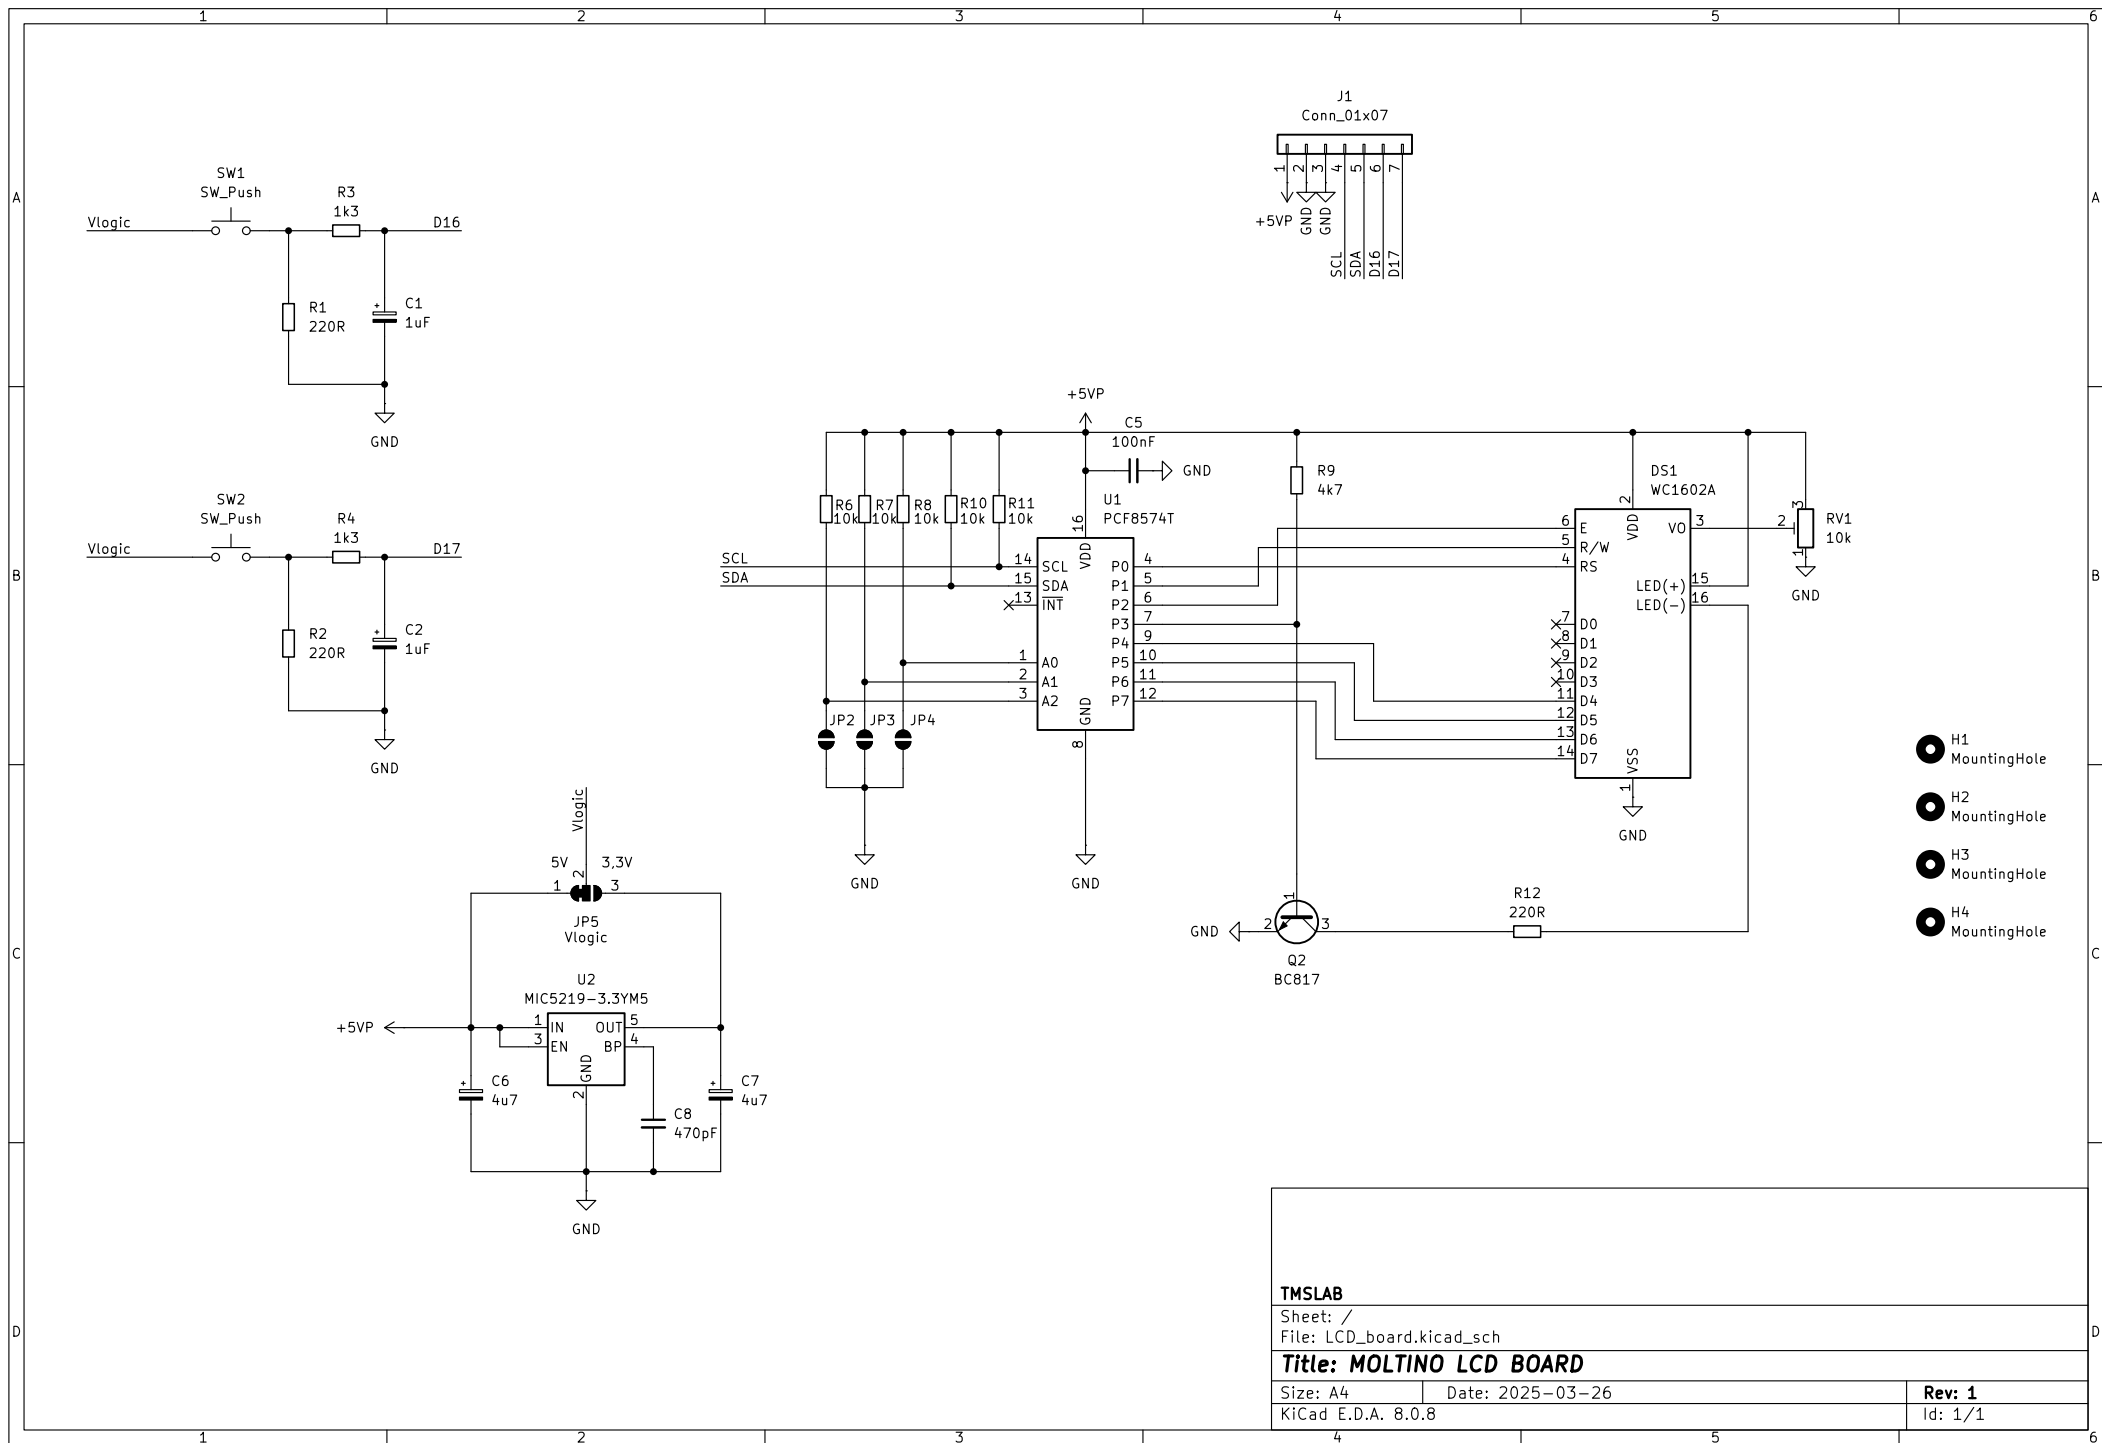 1 2 3 4 5 6
A A
B B
C C
D D
1 2 3 4 5 6
J1
Conn_01x07
1 2 3 4 5 6 7
+5VP GND GND SCL SDA D16 D17
SW1
SW_Push
R3
1k3
Vlogic
D16
R1
220R
C1
1uF
GND
SW2
SW_Push
R4
1k3
Vlogic
D17
R2
220R
C2
1uF
GND
+5VP
C5
100nF
GND
R6
10k
R7
10k
R8
10k
R10
10k
R11
10k
U1
PCF8574T
16 VDD
SCL 14 SCL
SDA 15 SDA
13 INT
1 A0
2 A1
3 A2
P0 4
P1 5
P2 6
P3 7
P4 9
P5 10
P6 11
P7 12
GND 8
JP2 JP3 JP4
GND
GND
R9
4k7
DS1
WC1602A
2 VDD
6 E
5 R/W
4 RS
7 D0
8 D1
9 D2
10 D3
11 D4
12 D5
13 D6
14 D7
VO 3
LED(+) 15
LED(-) 16
VSS 1
GND
2 3 1
RV1
10k
GND
R12
220R
GND 2 1 3
Q2
BC817
H1
MountingHole
H2
MountingHole
H3
MountingHole
H4
MountingHole
Vlogic
5V 3,3V
1 2 3
JP5
Vlogic
U2
MIC5219-3.3YM5
+5VP
1 IN OUT 5
3 EN BP 4
GND 2
C6
4u7
C7
4u7
C8
470pF
GND
TMSLAB
Sheet: /
File: LCD_board.kicad_sch
Title: MOLTINO LCD BOARD
Size: A4 Date: 2025-03-26 Rev: 1
KiCad E.D.A. 8.0.8 Id: 1/1